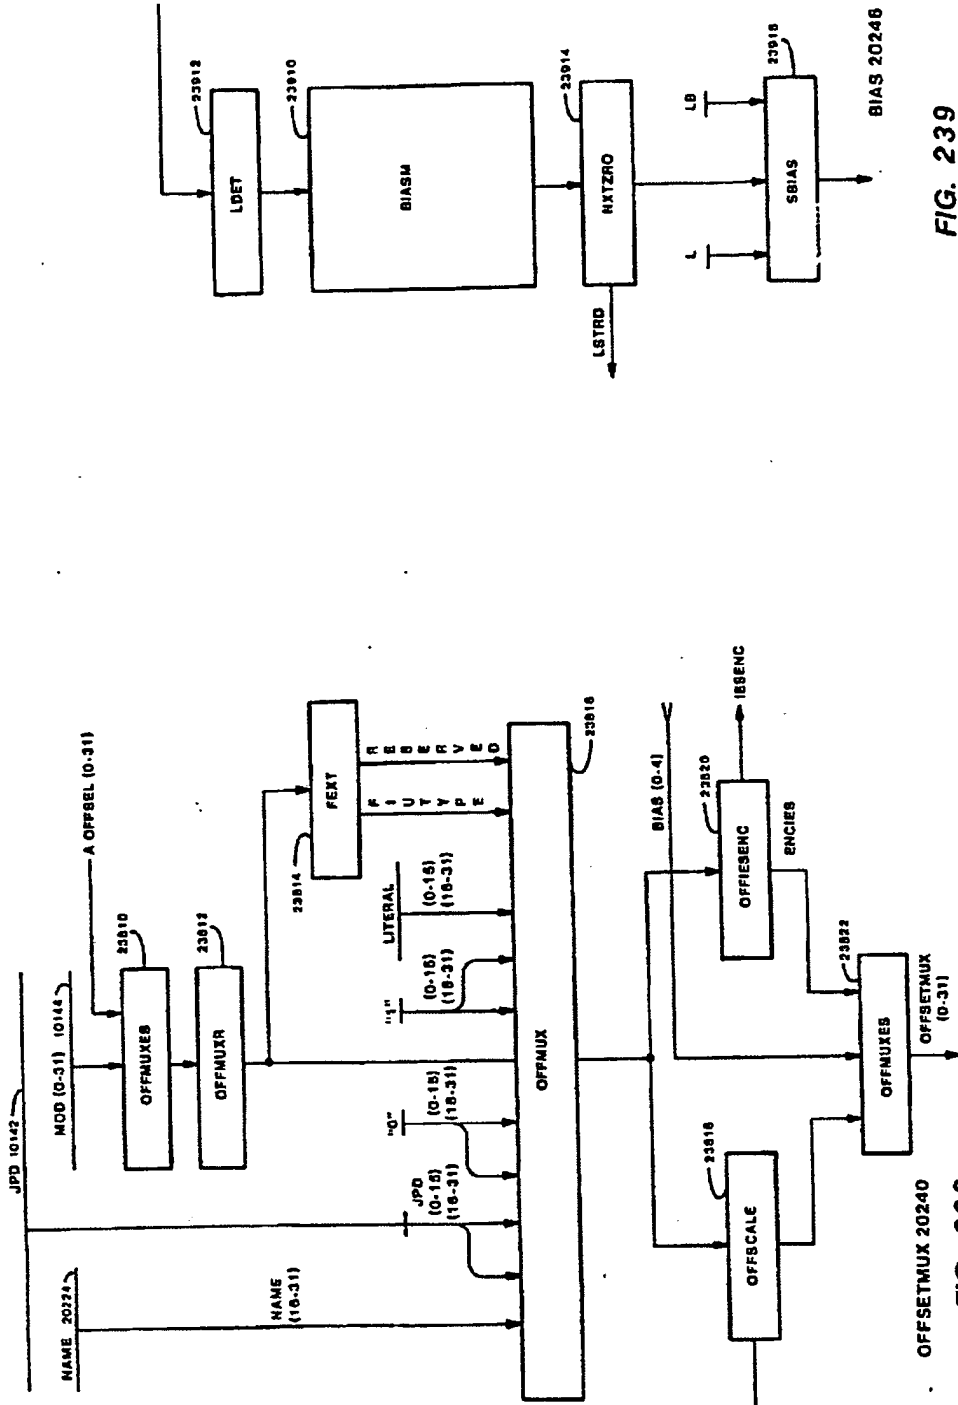 JPD 10142
NAME 20224
MOD (0-31) 10144
A OFFSEL (0-31)
23810
OFFMUXES
23812
OFFMUXR
23814
FEXT
NAME
(16-31)
JPD
(0-15)
(16-31)
"0"
(0-15)
(16-31)
"1"
(0-15)
(16-31)
LITERAL
(0-15)
(16-31)
FIUTYPE
RESERVED
OFFMUX
23816
BIAS (0-4)
23818
OFFSCALE
23820
OFFIESENC
IESENC
ENCIES
23822
OFFMUXES
OFFSETMUX
(0-31)
OFFSETMUX 20240
23912
LDET
23910
BIASM
23914
NXTZRO
LSTRD
L
LB
23916
SBIAS
BIAS 20246
FIG. 239